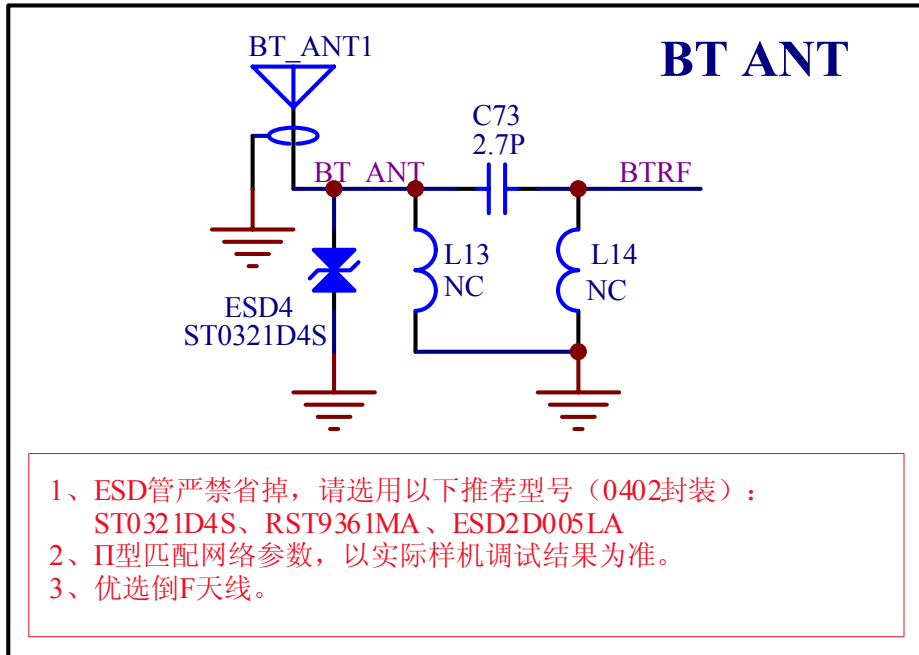 BT_ANT1
BT ANT
C73
2.7P
BT_ANT
BTRF
L13
NC
L14
NC
ESD4
ST0321D4S
1、ESD管严禁省掉，请选用以下推荐型号（0402封装）：
ST0321D4S、RST9361MA、ESD2D005LA
2、Π型匹配网络参数，以实际样机调试结果为准。
3、优选倒F天线。